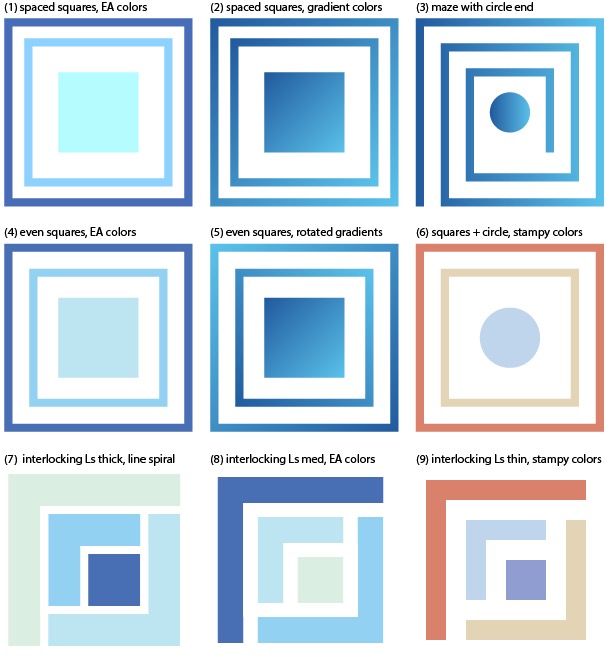 (1) spaced squares, EA colors
(2) spaced squares, gradient colors
(3) maze with circle end
(4) even squares, EA colors
(5) even squares, rotated gradients
(6) squares + circle, stampy colors
(7) interlocking Ls thick, line spiral
(8) interlocking Ls med, EA colors
(9) interlocking Ls thin, stampy colors